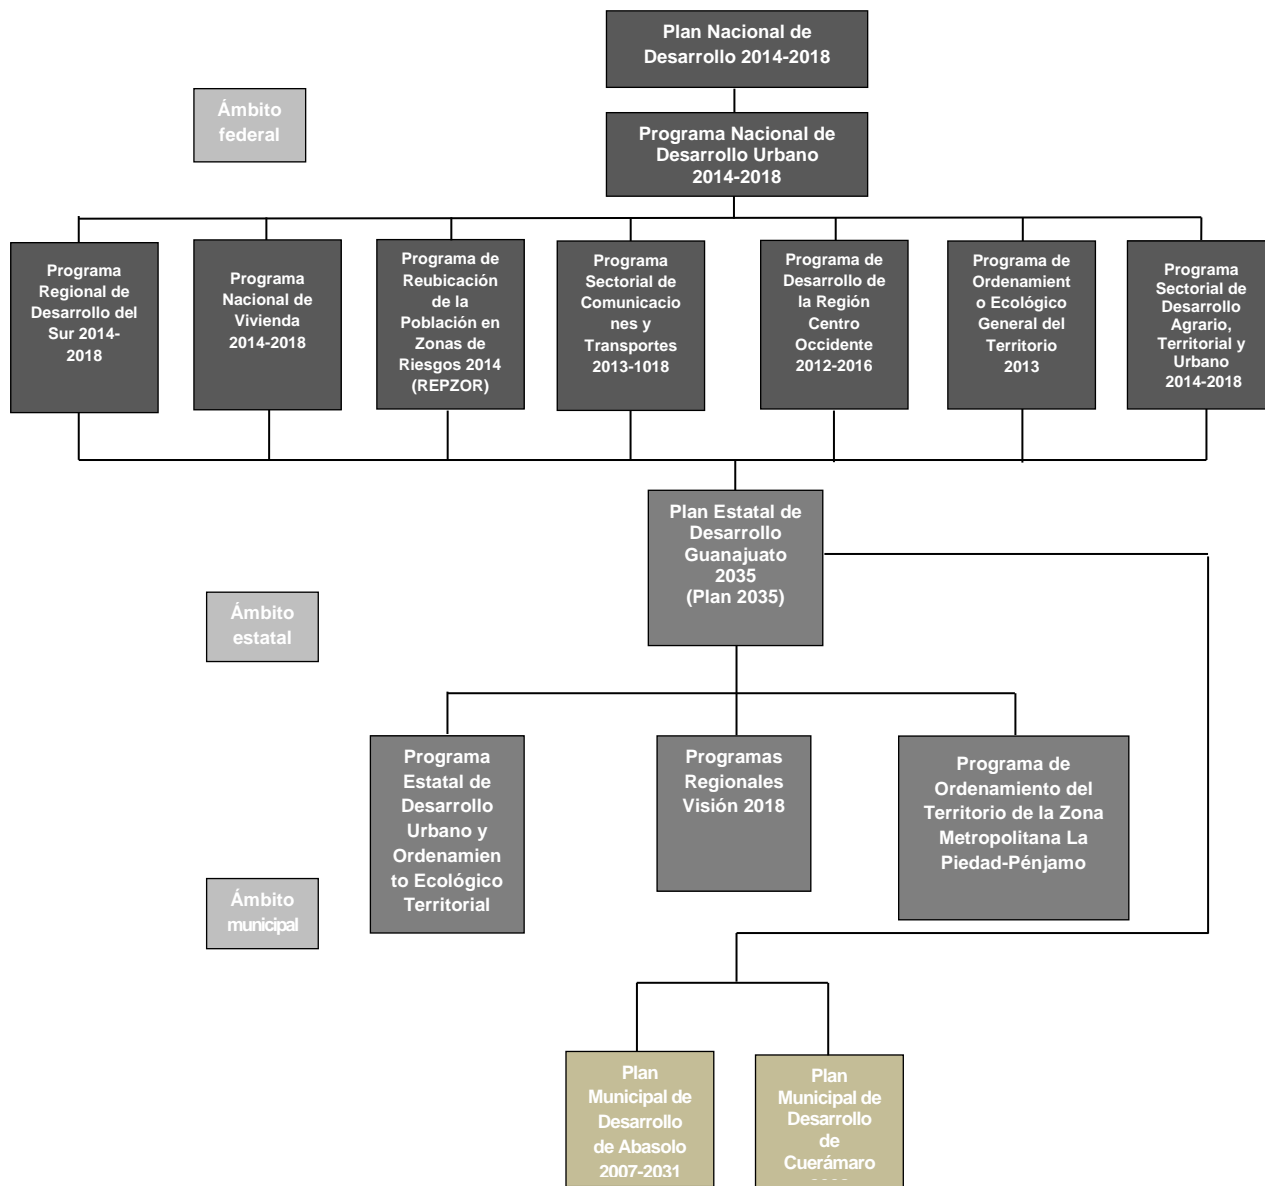 Plan Nacional de
Desarrollo 2014-2018
Ámbito
federal
Programa Nacional de
Desarrollo Urbano
2014-2018
Programa
Regional de
Desarrollo del
Sur 2014-
2018
Programa
Nacional de
Vivienda
2014-2018
Programa de
Reubicación
de la
Población en
Zonas de
Riesgos 2014
(REPZOR)
Programa
Sectorial de
Comunicacio
nes y
Transportes
2013-1018
Programa de
Desarrollo de
la Región
Centro
Occidente
2012-2016
Programa de
Ordenamient
o Ecológico
General del
Territorio
2013
Programa
Sectorial de
Desarrollo
Agrario,
Territorial y
Urbano
2014-2018
Plan Estatal de
Desarrollo
Guanajuato
2035
(Plan 2035)
Ámbito
estatal
Programa
Estatal de
Desarrollo
Urbano y
Ordenamien
to Ecológico
Territorial
Programas
Regionales
Visión 2018
Programa de
Ordenamiento del
Territorio de la Zona
Metropolitana La
Piedad-Pénjamo
Ámbito
municipal
Plan
Municipal de
Desarrollo
de Abasolo
2007-2031
Plan
Municipal de
Desarrollo
de
Cuerámaro